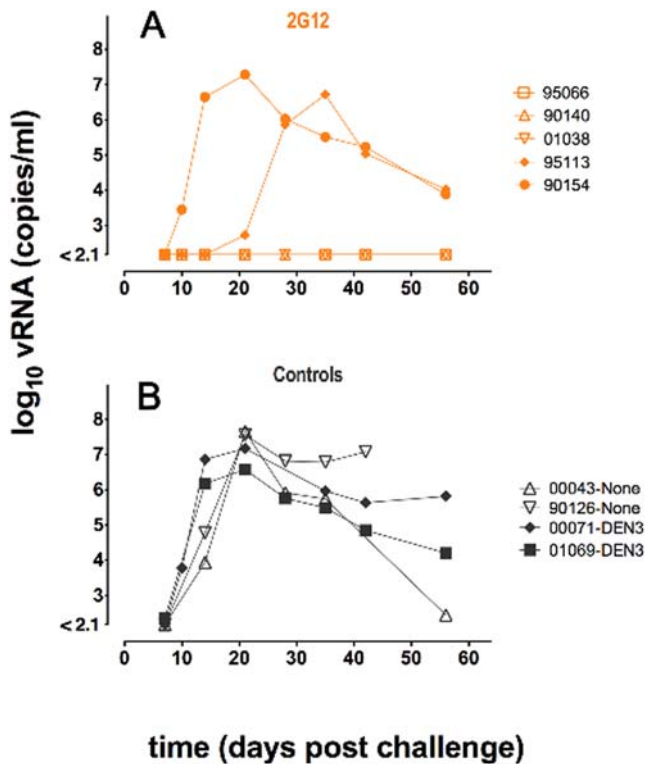 A
2G12
8
7
6
5
4
3
<2.1
0 10 20 30 40 50 60
95066
90140
01038
95113
90154
log10 vRNA (copies/ml)
B
Controls
8
7
6
5
4
3
<2.1
0 10 20 30 40 50 60
00043-None
90126-None
00071-DEN3
01069-DEN3
time (days post challenge)